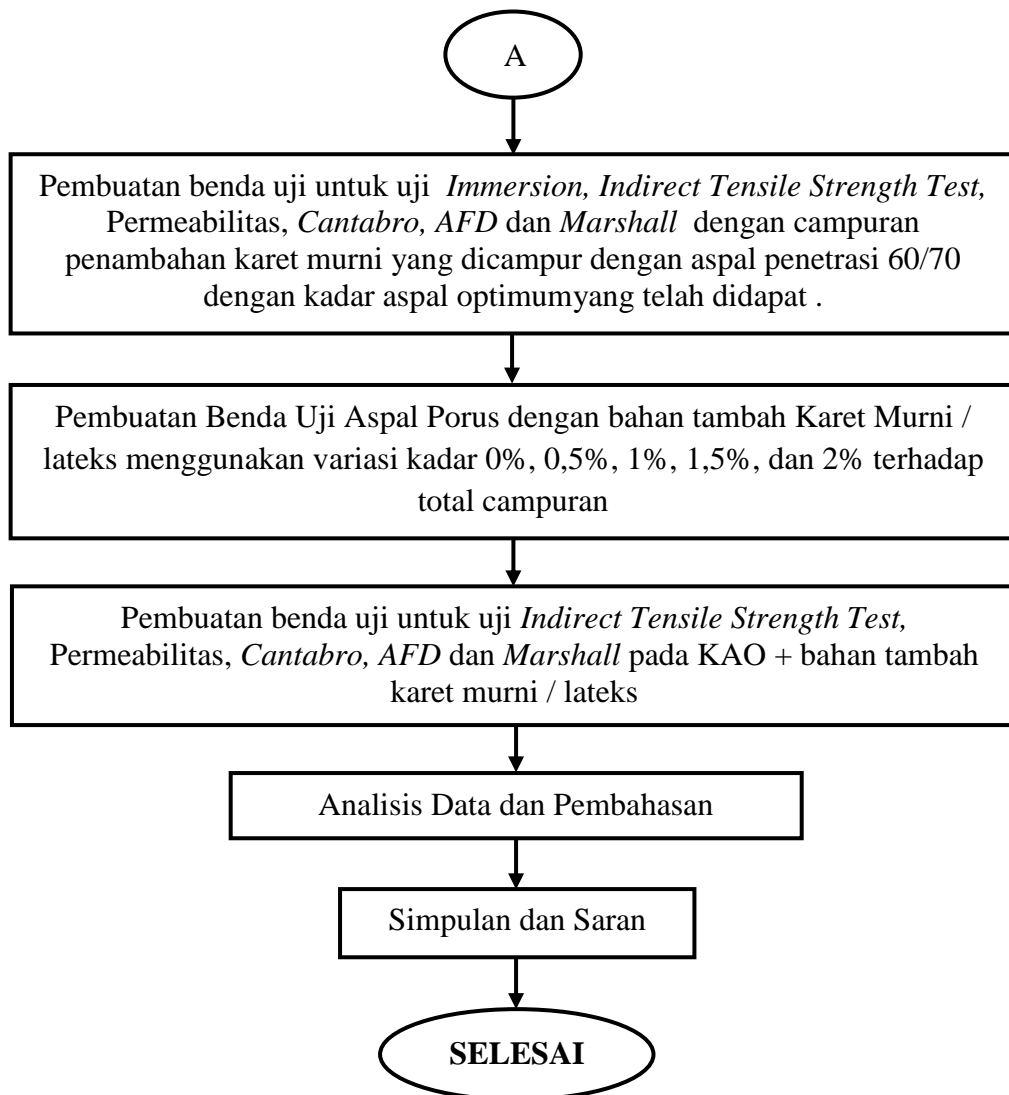 A
Pembuatan benda uji untuk uji Immersion, Indirect Tensile Strength Test,
Permeabilitas, Cantabro, AFD dan Marshall dengan campuran
penambahan karet murni yang dicampur dengan aspal penetrasi 60/70
dengan kadar aspal optimumyang telah didapat .
Pembuatan Benda Uji Aspal Porus dengan bahan tambah Karet Murni /
lateks menggunakan variasi kadar 0%, 0,5%, 1%, 1,5%, dan 2% terhadap
total campuran
Pembuatan benda uji untuk uji Indirect Tensile Strength Test,
Permeabilitas, Cantabro, AFD dan Marshall pada KAO + bahan tambah
karet murni / lateks
Analisis Data dan Pembahasan
Simpulan dan Saran
SELESAI